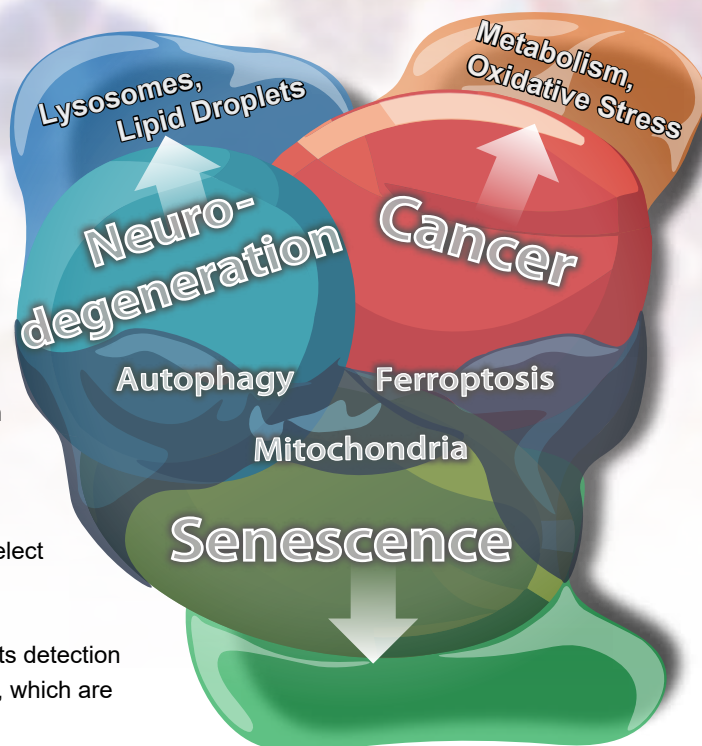 Lysosomes,
Lipid Droplets
Metabolism,
Oxidative Stress
Neuro-
degeneration
Cancer
Autophagy
Ferroptosis
Mitochondria
Senescence
elect
ts detection
, which are